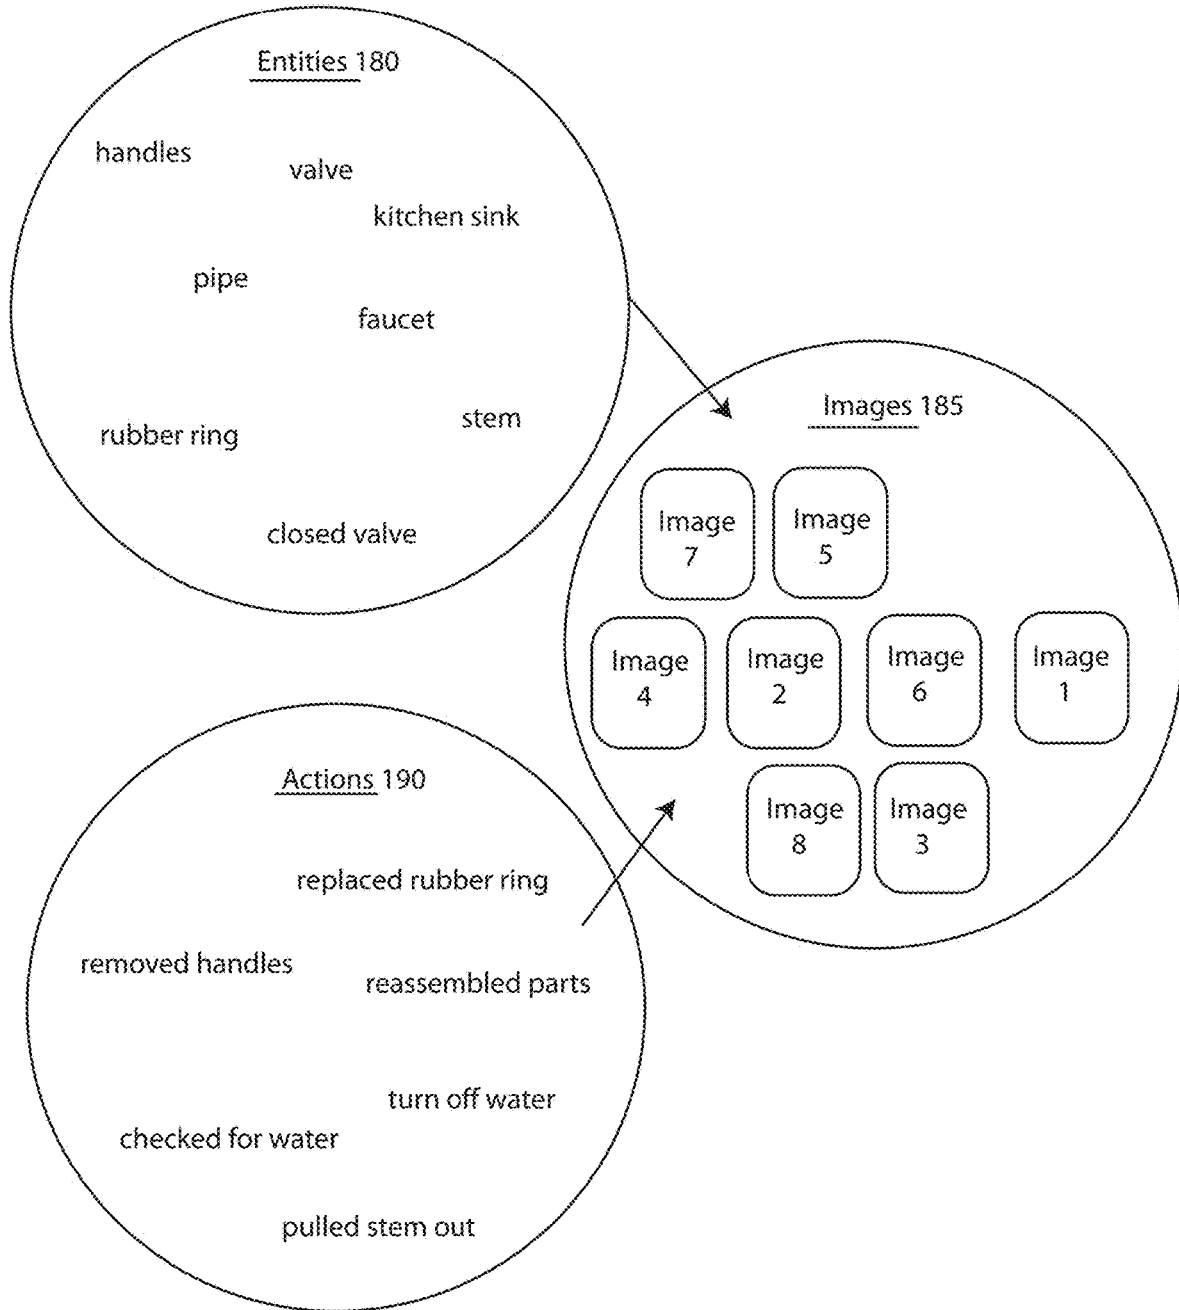 Entities 180
handles
valve
kitchen sink
pipe
faucet
stem
rubber ring
closed valve
Images 185
Image
7
Image
5
Image
4
Image
2
Image
6
Image
1
Image
8
Image
3
Actions 190
replaced rubber ring
removed handles
reassembled parts
turn off water
checked for water
pulled stem out